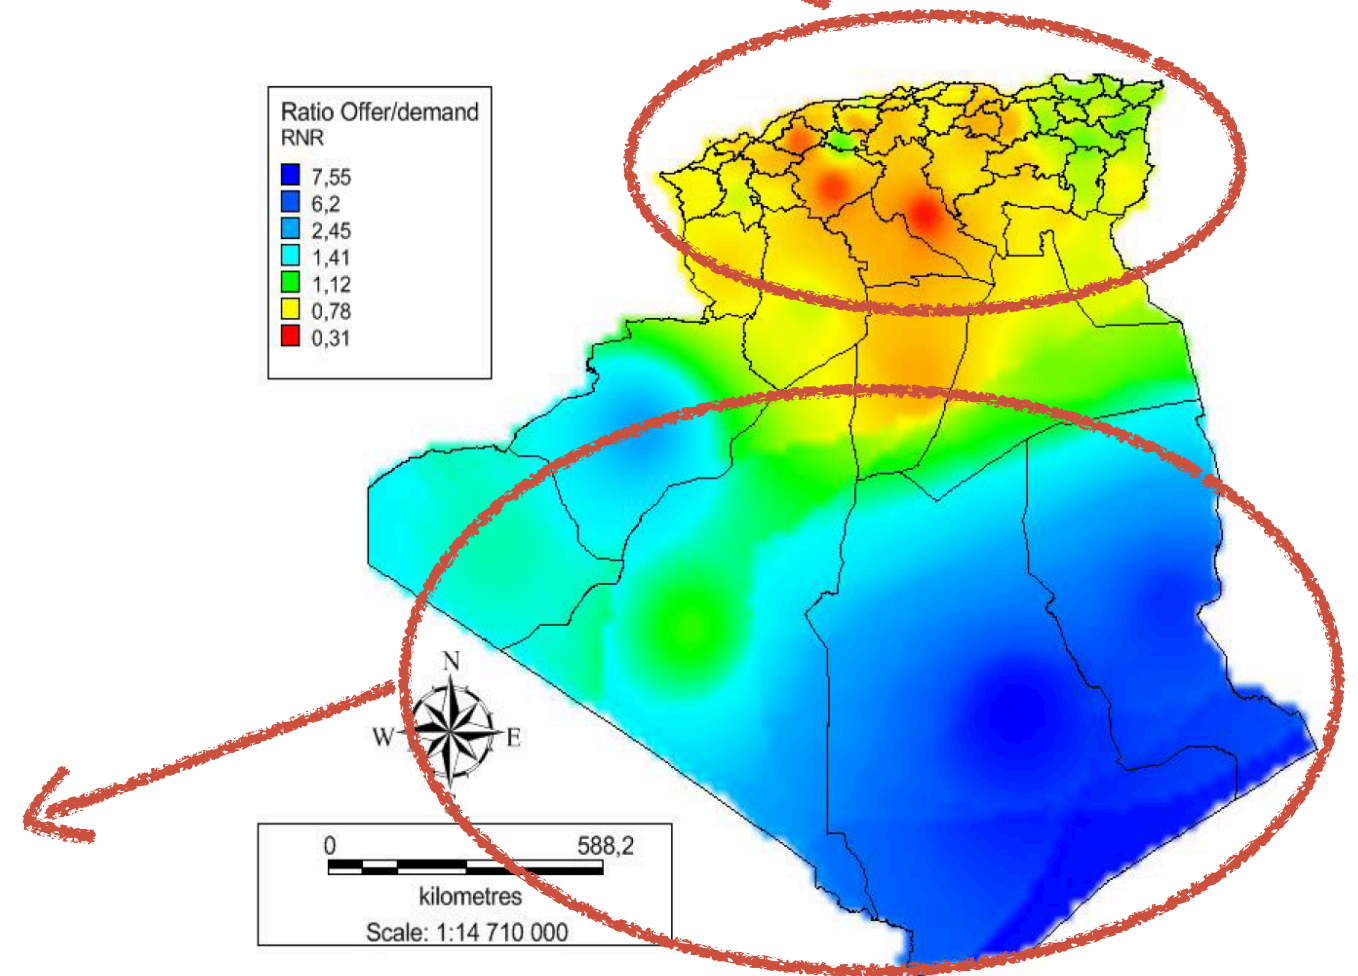 Ratio Offer/demand
RNR
7,55
6,2
2,45
1,41
1,12
0,78
0,31
N
W
E
0 588,2
kilometres
Scale: 1:14 710 000